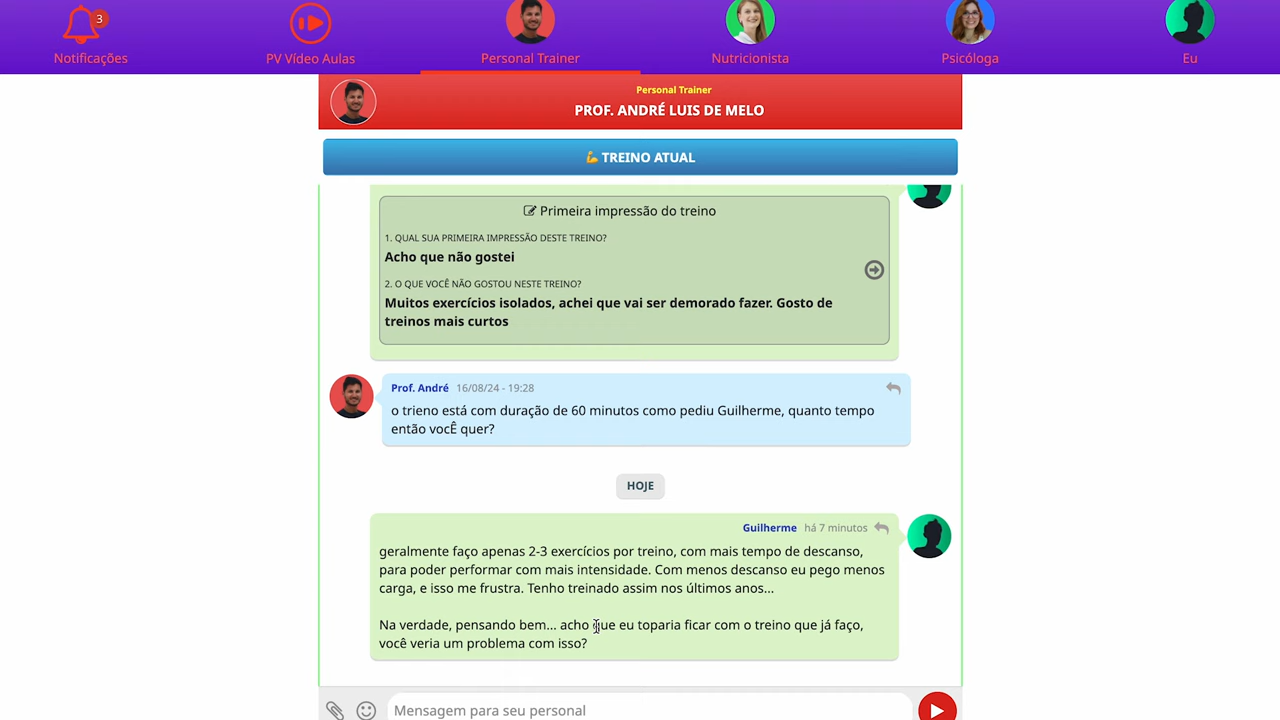 3
Notificações
PV Vídeo Aulas
Personal Trainer
Nutricionista
Psicóloga
Eu
Personal Trainer
PROF. ANDRÉ LUIS DE MELO
💪 TREINO ATUAL
Primeira impressão do treino
1. QUAL SUA PRIMEIRA IMPRESSÃO DESTE TREINO?
Acho que não gostei
2. O QUE VOCÊ NÃO GOSTOU NESTE TREINO?
Muitos exercícios isolados, achei que vai ser demorado fazer. Gosto de
treinos mais curtos
Prof. André 16/08/24 - 19:28
o trieno está com duração de 60 minutos como pediu Guilherme, quanto tempo
então vocÊ quer?
HOJE
Guilherme há 7 minutos
geralmente faço apenas 2-3 exercícios por treino, com mais tempo de descanso,
para poder performar com mais intensidade. Com menos descanso eu pego menos
carga, e isso me frustra. Tenho treinado assim nos últimos anos...
Na verdade, pensando bem... acho que eu toparia ficar com o treino que já faço,
você veria um problema com isso?
Mensagem para seu personal